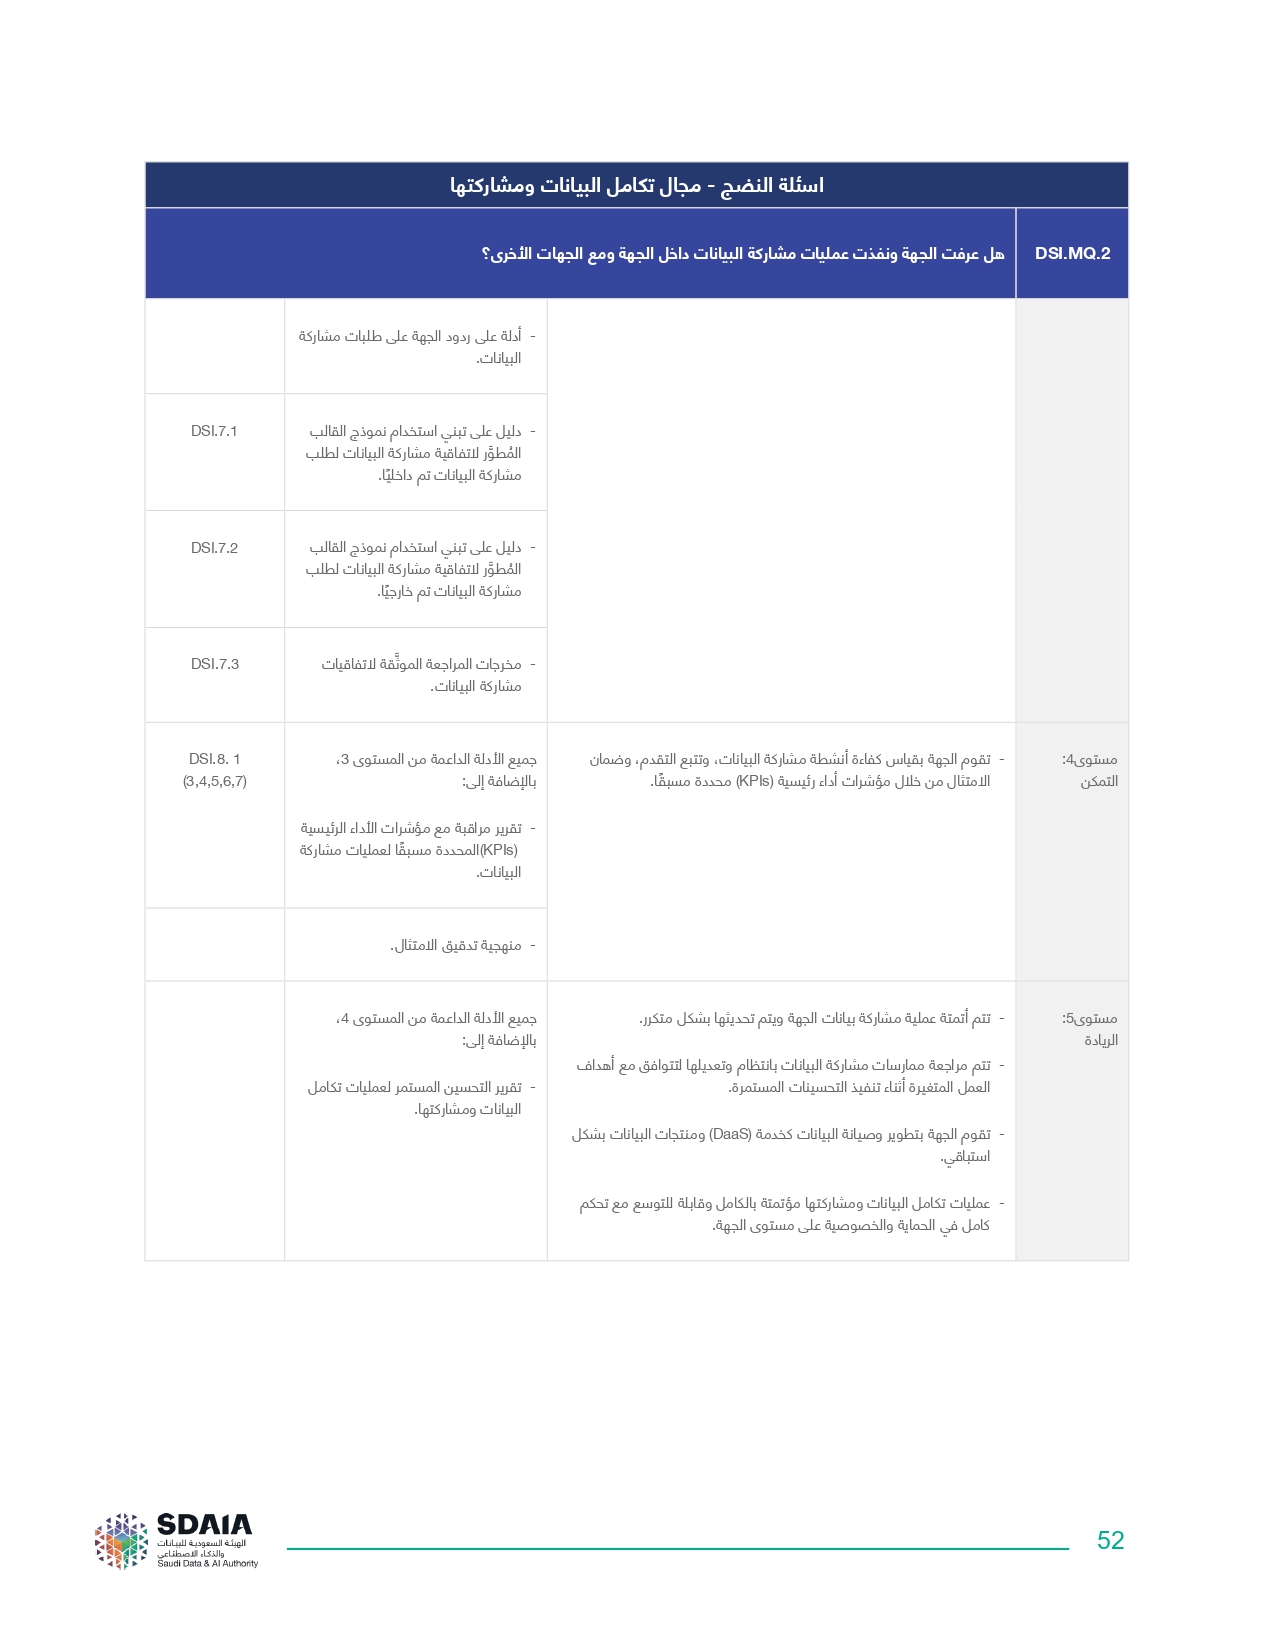 اسئلة النضج - مجال تكامل البيانات ومشاركتها
DSI.MQ.2
هل عرفت الجهة ونفذت عمليات مشاركة البيانات داخل الجهة ومع الجهات الأخرى؟
- أدلة على ردود الجهة على طلبات مشاركة
البيانات.
- دليل على تبني استخدام نموذج القالب
المُطوَّر لاتفاقية مشاركة البيانات لطلب
مشاركة البيانات تم داخليًا.
DSI.7.1
- دليل على تبني استخدام نموذج القالب
المُطوَّر لاتفاقية مشاركة البيانات لطلب
مشاركة البيانات تم خارجيًا.
DSI.7.2
- مخرجات المراجعة الموثَّقة لاتفاقيات
مشاركة البيانات.
DSI.7.3
مستوى4:
التمكن
- تقوم الجهة بقياس كفاءة أنشطة مشاركة البيانات، وتتبع التقدم، وضمان
الامتثال من خلال مؤشرات أداء رئيسية (KPIs) محددة مسبقًا.
جميع الأدلة الداعمة من المستوى 3،
بالإضافة إلى:
- تقرير مراقبة مع مؤشرات الأداء الرئيسية
(KPIs)المحددة مسبقًا لعمليات مشاركة
البيانات.
DSI.8. 1
(3,4,5,6,7)
- منهجية تدقيق الامتثال.
مستوى5:
الريادة
- تتم أتمتة عملية مشاركة بيانات الجهة ويتم تحديثها بشكل متكرر.
- تتم مراجعة ممارسات مشاركة البيانات بانتظام وتعديلها لتتوافق مع أهداف
العمل المتغيرة أثناء تنفيذ التحسينات المستمرة.
- تقوم الجهة بتطوير وصيانة البيانات كخدمة (DaaS) ومنتجات البيانات بشكل
استباقي.
- عمليات تكامل البيانات ومشاركتها مؤتمتة بالكامل وقابلة للتوسع مع تحكم
كامل في الحماية والخصوصية على مستوى الجهة.
جميع الأدلة الداعمة من المستوى 4،
بالإضافة إلى:
- تقرير التحسين المستمر لعمليات تكامل
البيانات ومشاركتها.
SDAIA
الهيئة السعودية للبيانات
والذكاء الاصطناعي
Saudi Data & AI Authority
52